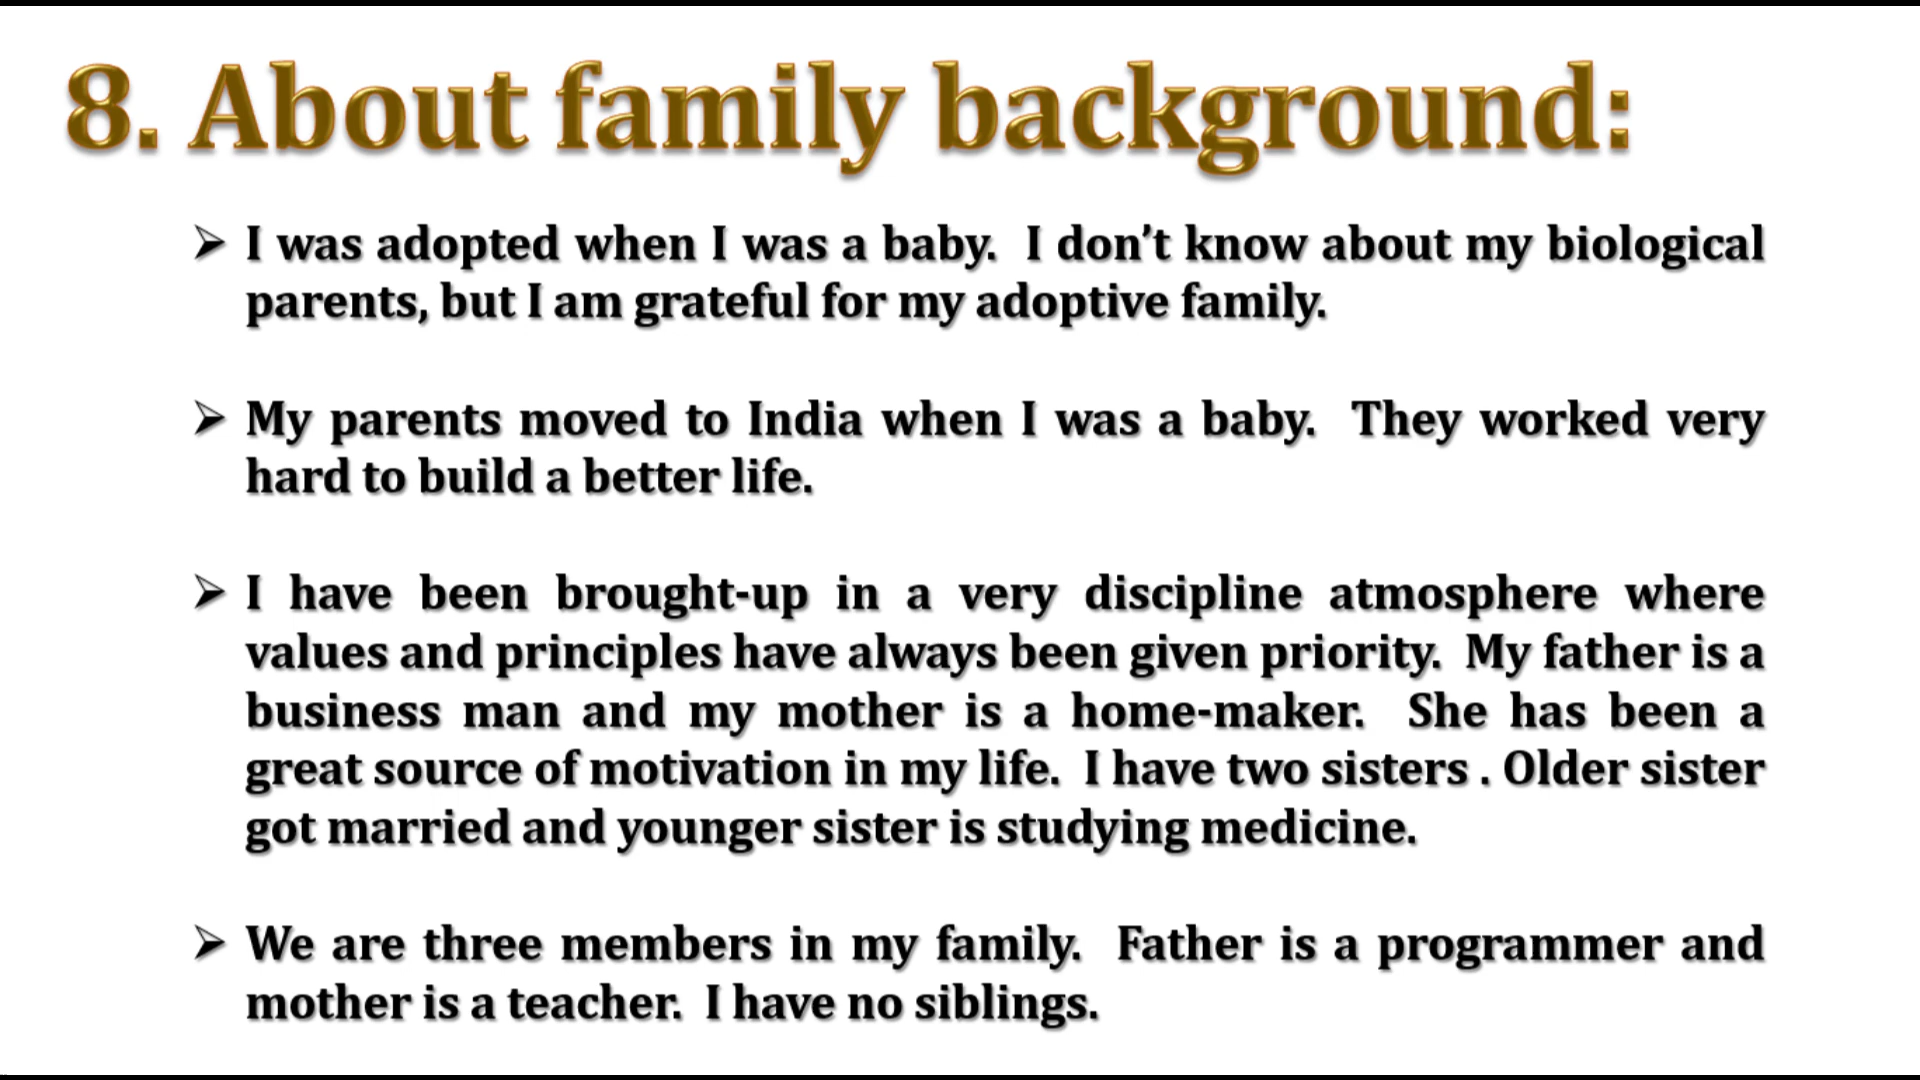 8. About family background:
➢ I was adopted when I was a baby.  I don’t know about my biological
parents, but I am grateful for my adoptive family.
➢ My parents moved to India when I was a baby.  They worked very
hard to build a better life.
➢ I have been brought-up in a very discipline atmosphere where
values and principles have always been given priority.  My father is a
business man and my mother is a home-maker.  She has been a
great source of motivation in my life.  I have two sisters . Older sister
got married and younger sister is studying medicine.
➢ We are three members in my family.  Father is a programmer and
mother is a teacher.  I have no siblings.